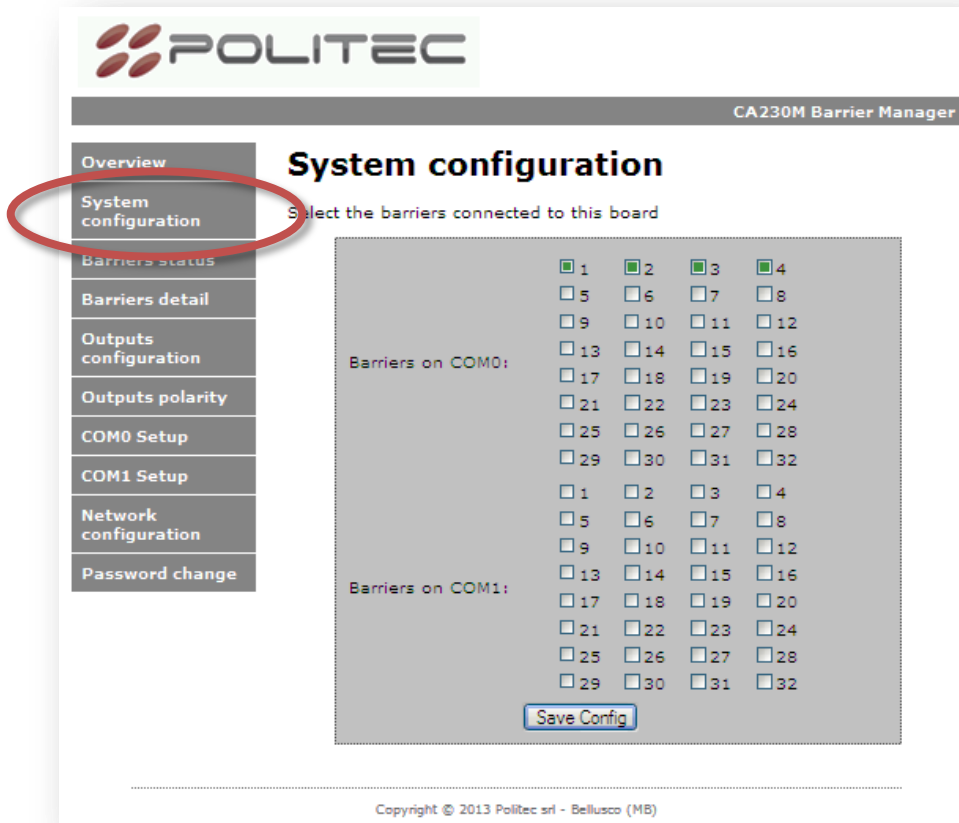 POLITEC
CA230M Barrier Manager
Overview
System
configuration
Barriers status
Barriers detail
Outputs
configuration
Outputs polarity
COM0 Setup
COM1 Setup
Network
configuration
Password change
System configuration
Select the barriers connected to this board
Barriers on COM0:
1 2 3 4
5 6 7 8
9 10 11 12
13 14 15 16
17 18 19 20
21 22 23 24
25 26 27 28
29 30 31 32
Barriers on COM1:
1 2 3 4
5 6 7 8
9 10 11 12
13 14 15 16
17 18 19 20
21 22 23 24
25 26 27 28
29 30 31 32
Save Config
Copyright © 2013 Politec srl - Bellusco (MB)